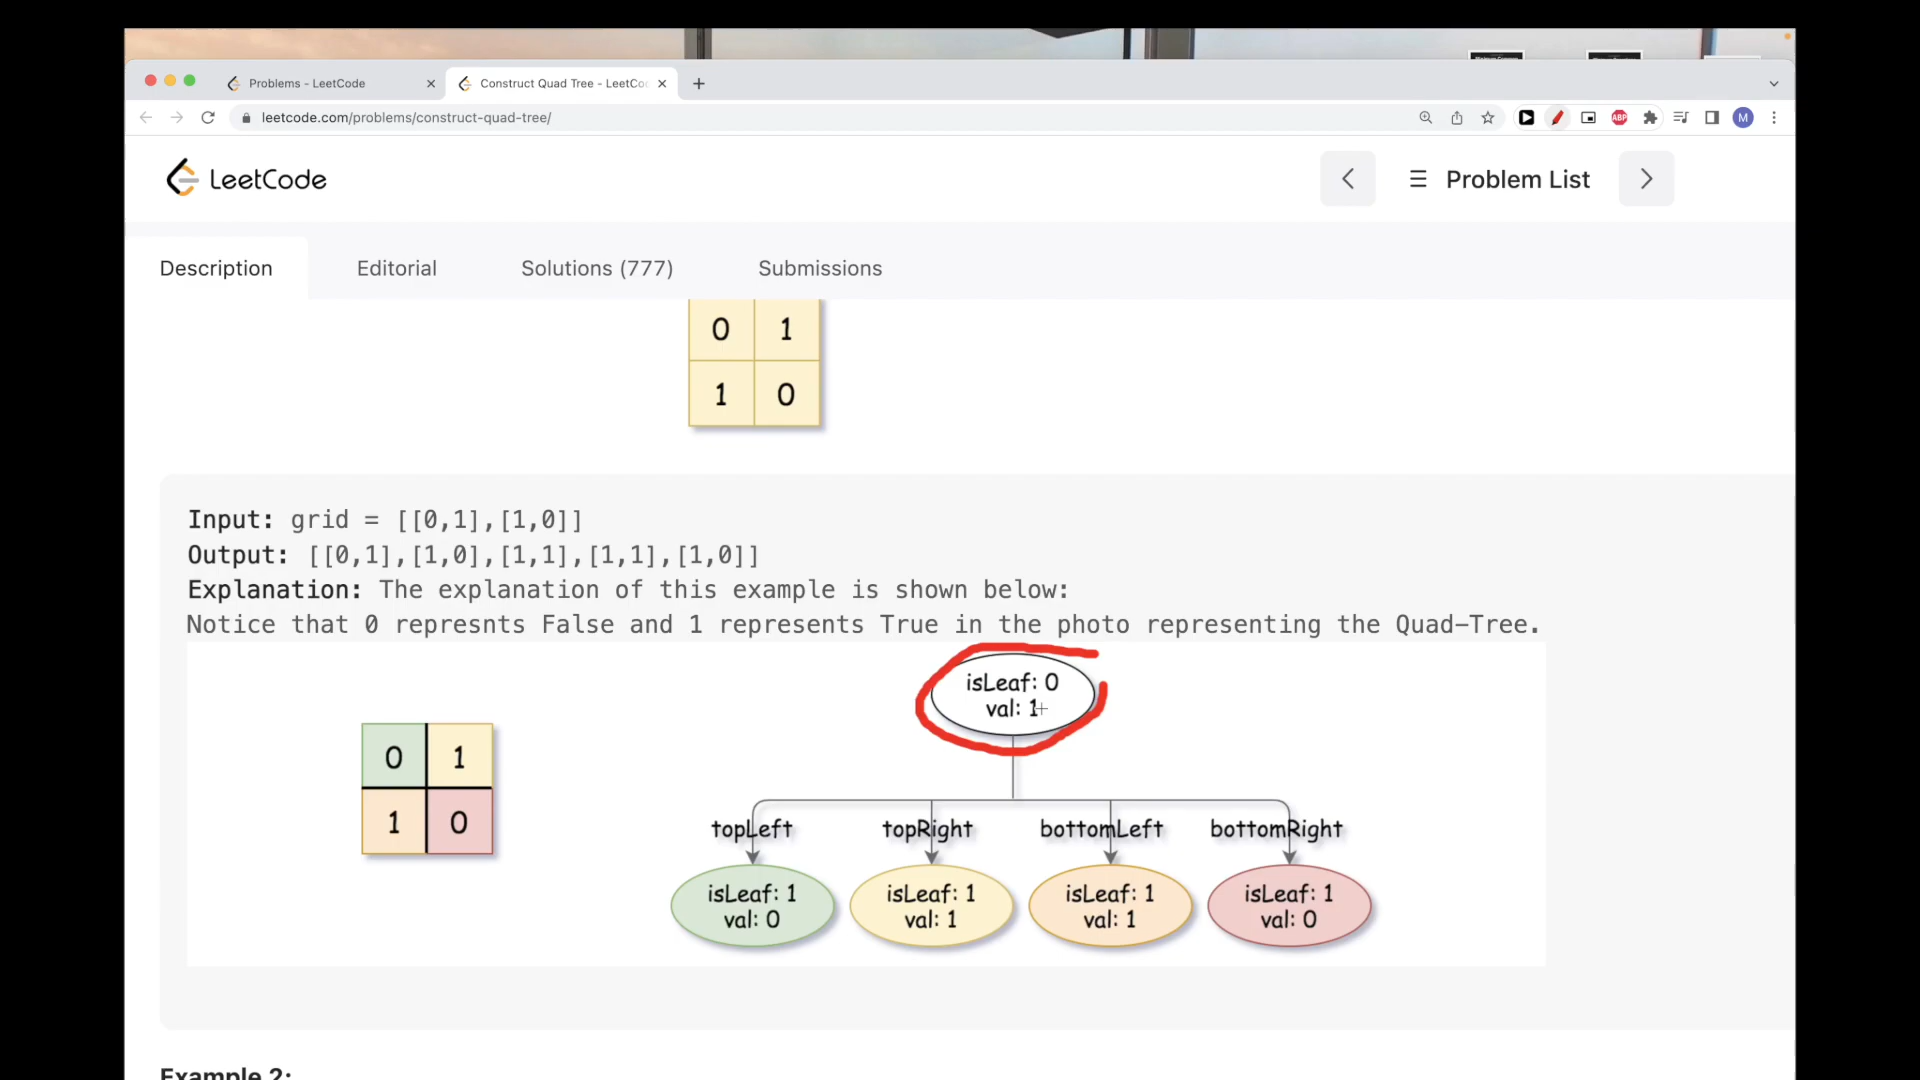 Problems - LeetCode
Construct Quad Tree - LeetCo
leetcode.com/problems/construct-quad-tree/
ABP
M
LeetCode
Problem List
Description Editorial Solutions (777) Submissions
0 1
1 0
Input: grid = [[0,1],[1,0]]
Output: [[0,1],[1,0],[1,1],[1,1],[1,0]]
Explanation: The explanation of this example is shown below:
Notice that 0 represnts False and 1 represents True in the photo representing the Quad-Tree.
isLeaf: 0
val: 1
0 1
1 0
topLeft topRight bottomLeft bottomRight
isLeaf: 1 isLeaf: 1 isLeaf: 1 isLeaf: 1
val: 0 val: 1 val: 1 val: 0
Example 2: